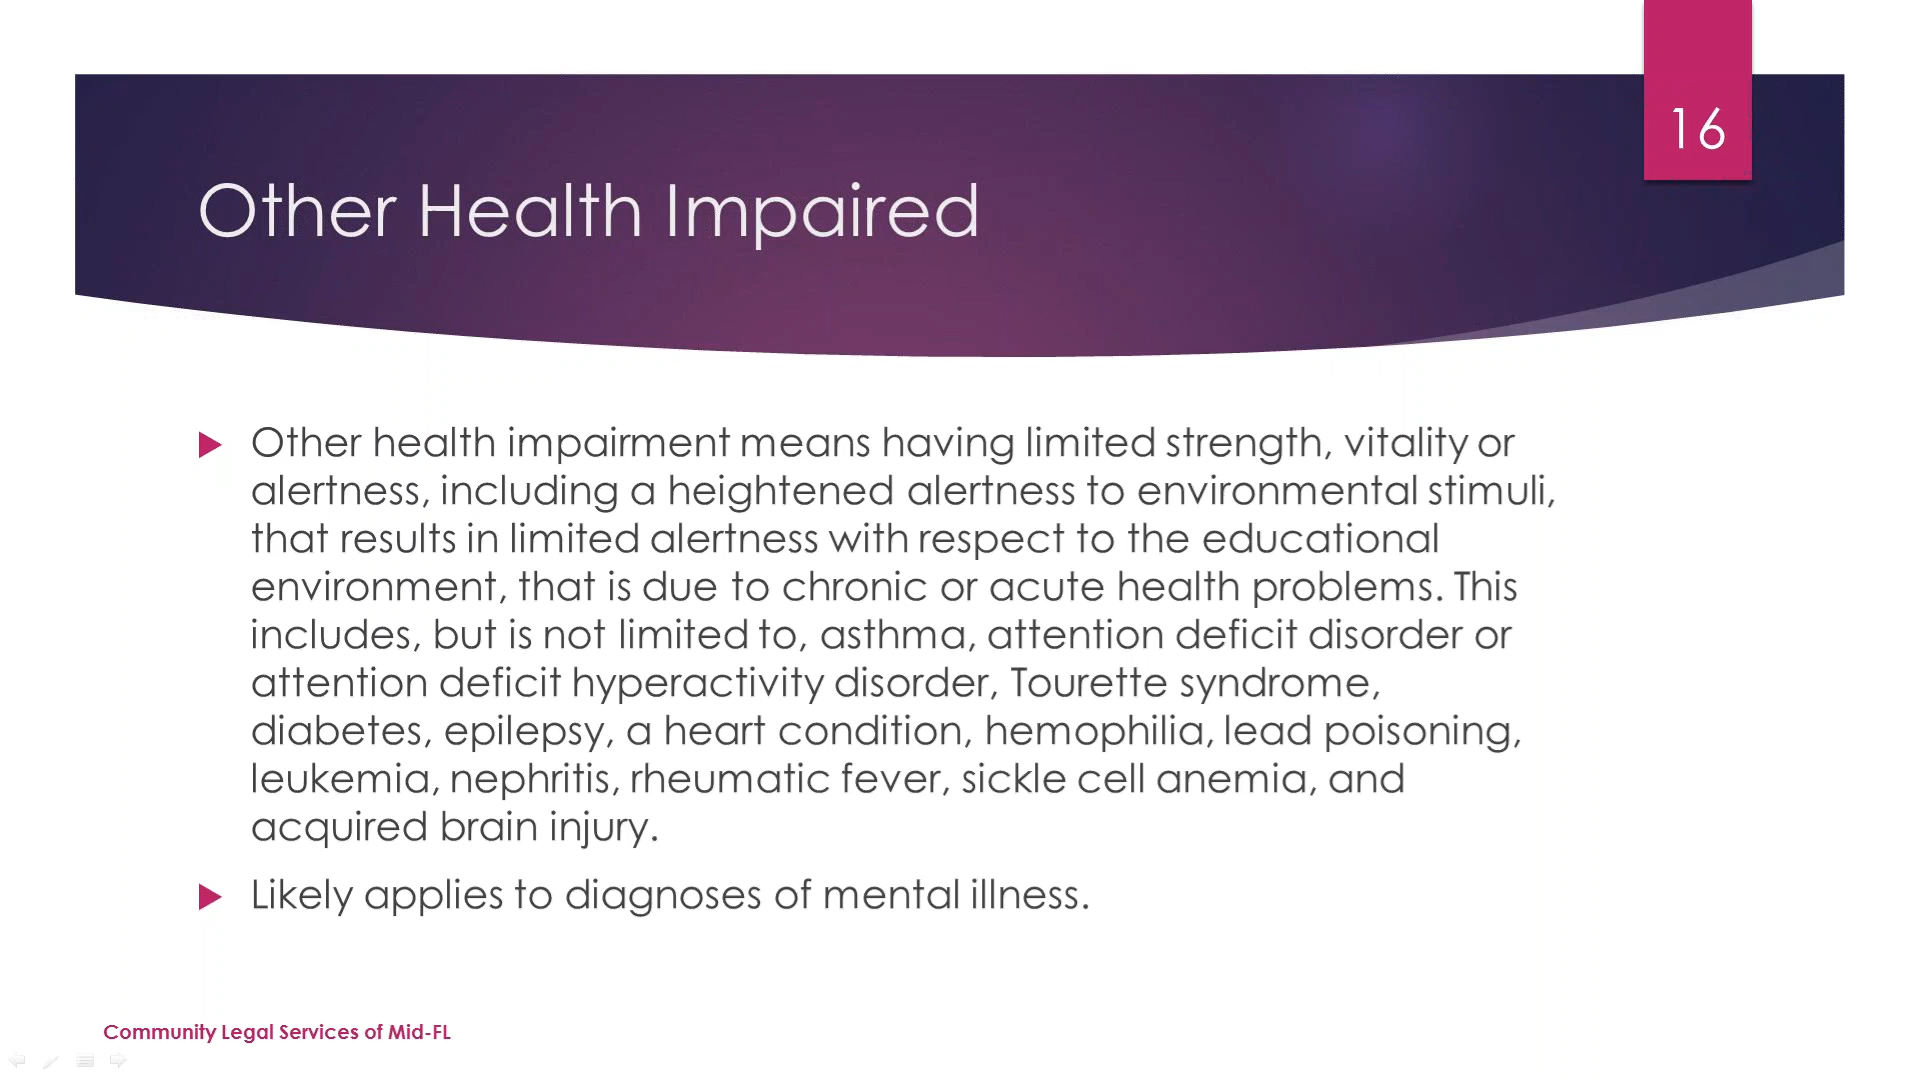 16
Other Health Impaired
Other health impairment means having limited strength, vitality or
alertness, including a heightened alertness to environmental stimuli,
that results in limited alertness with respect to the educational
environment, that is due to chronic or acute health problems. This
includes, but is not limited to, asthma, attention deficit disorder or
attention deficit hyperactivity disorder, Tourette syndrome,
diabetes, epilepsy, a heart condition, hemophilia, lead poisoning,
leukemia, nephritis, rheumatic fever, sickle cell anemia, and
acquired brain injury.
Likely applies to diagnoses of mental illness.
Community Legal Services of Mid-FL